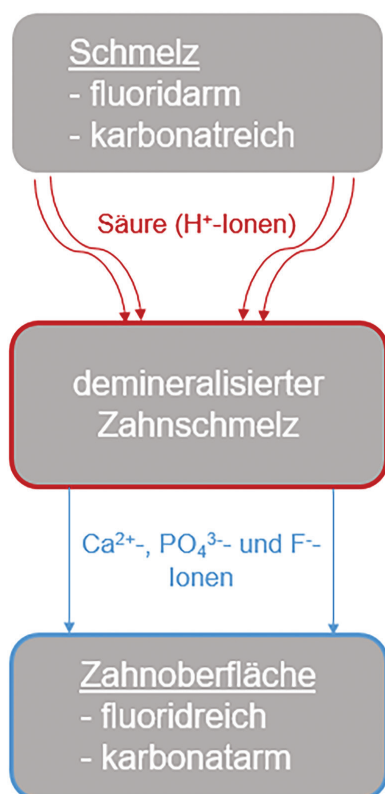 Schmelz
- fluoridarm
- karbonatreich
Säure (H⁺-Ionen)
demineralisierter
Zahnschmelz
Ca²⁺-, PO₄³⁻- und F⁻-
Ionen
Zahnoberfläche
- fluoridreich
- karbonatarm